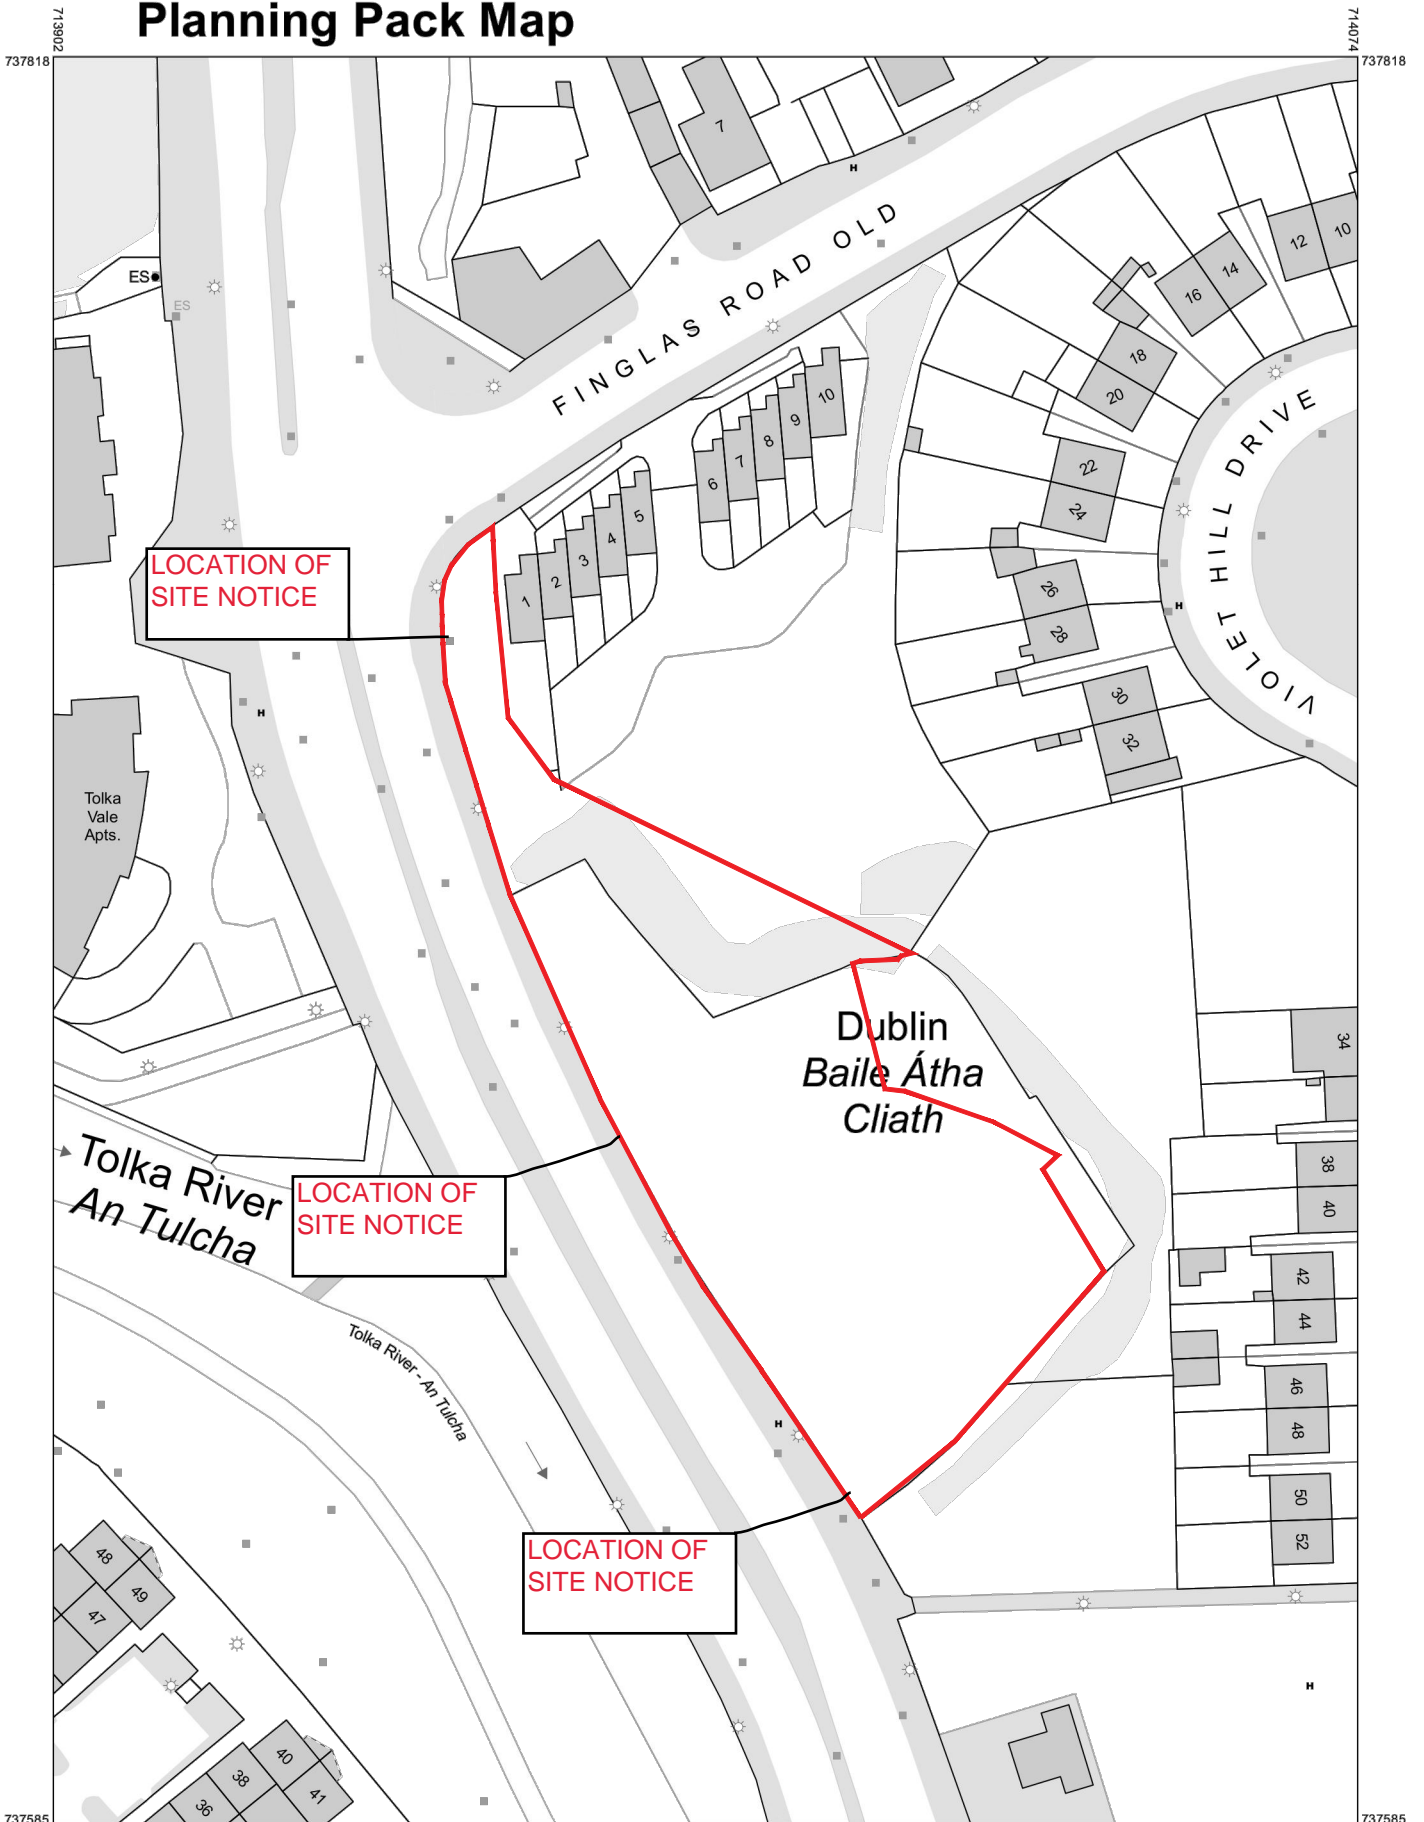 Planning Pack Map
713902
714074
737818
737818
7
H
FINGLAS ROAD OLD
ES
ES
12
10
14
16
18
20
22
24
26
28
30
32
VIOLET HILL DRIVE
H
10
9
8
7
6
5
4
3
2
1
LOCATION OF
SITE NOTICE
H
Tolka
Vale
Apts.
Dublin
Baile Átha
Cliath
34
38
40
42
44
46
48
50
52
Tolka River
An Tulcha
LOCATION OF
SITE NOTICE
Tolka River - An Tulcha
H
LOCATION OF
SITE NOTICE
48
49
47
H
40
38
41
36
737585
737585